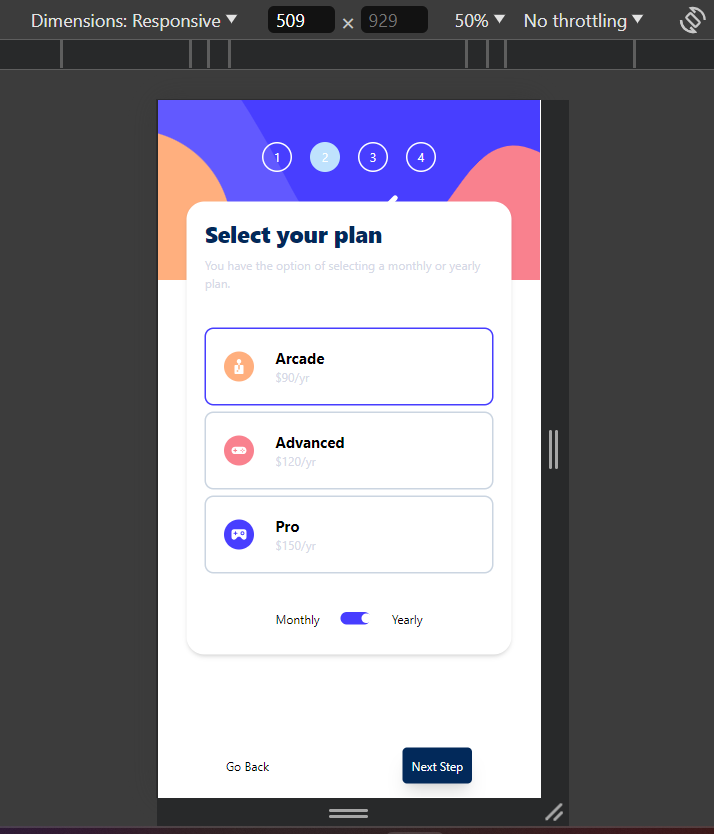 Dimensions: Responsive 509 × 929 50% No throttling
1 2 3 4
Select your plan
You have the option of selecting a monthly or yearly
plan.
Arcade
$90/yr
Advanced
$120/yr
Pro
$150/yr
Monthly Yearly
Go Back Next Step